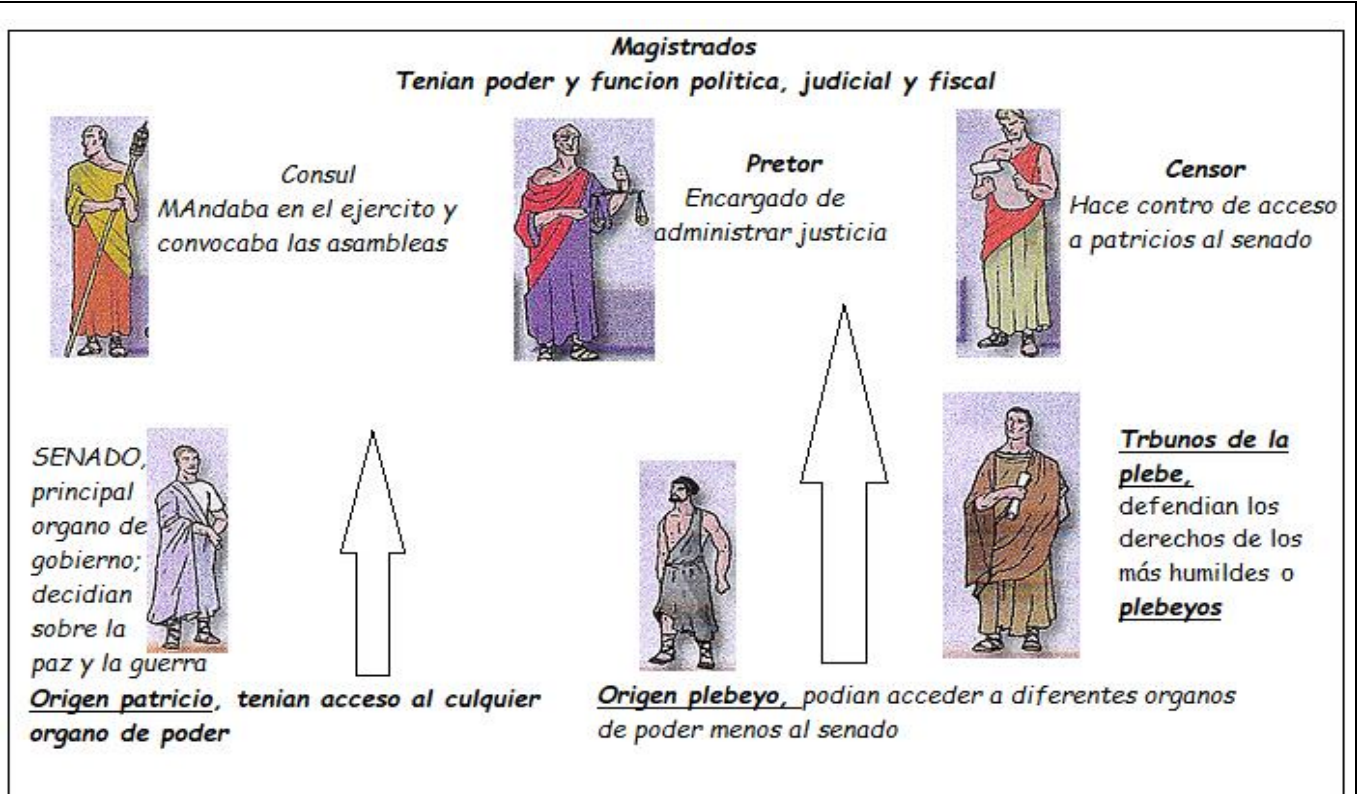 Magistrados
Tenian poder y funcion politica, judicial y fiscal
Consul
MAndaba en el ejercito y
convocaba las asambleas
Pretor
Encargado de
administrar justicia
Censor
Hace contro de acceso
a patricios al senado
SENADO,
principal
organo de
gobierno;
decidian
sobre la
paz y la guerra
Origen patricio, tenian acceso al culquier
organo de poder
Origen plebeyo, podian acceder a diferentes organos
de poder menos al senado
Trbunos de la
plebe,
defendian los
derechos de los
más humildes o
plebeyos